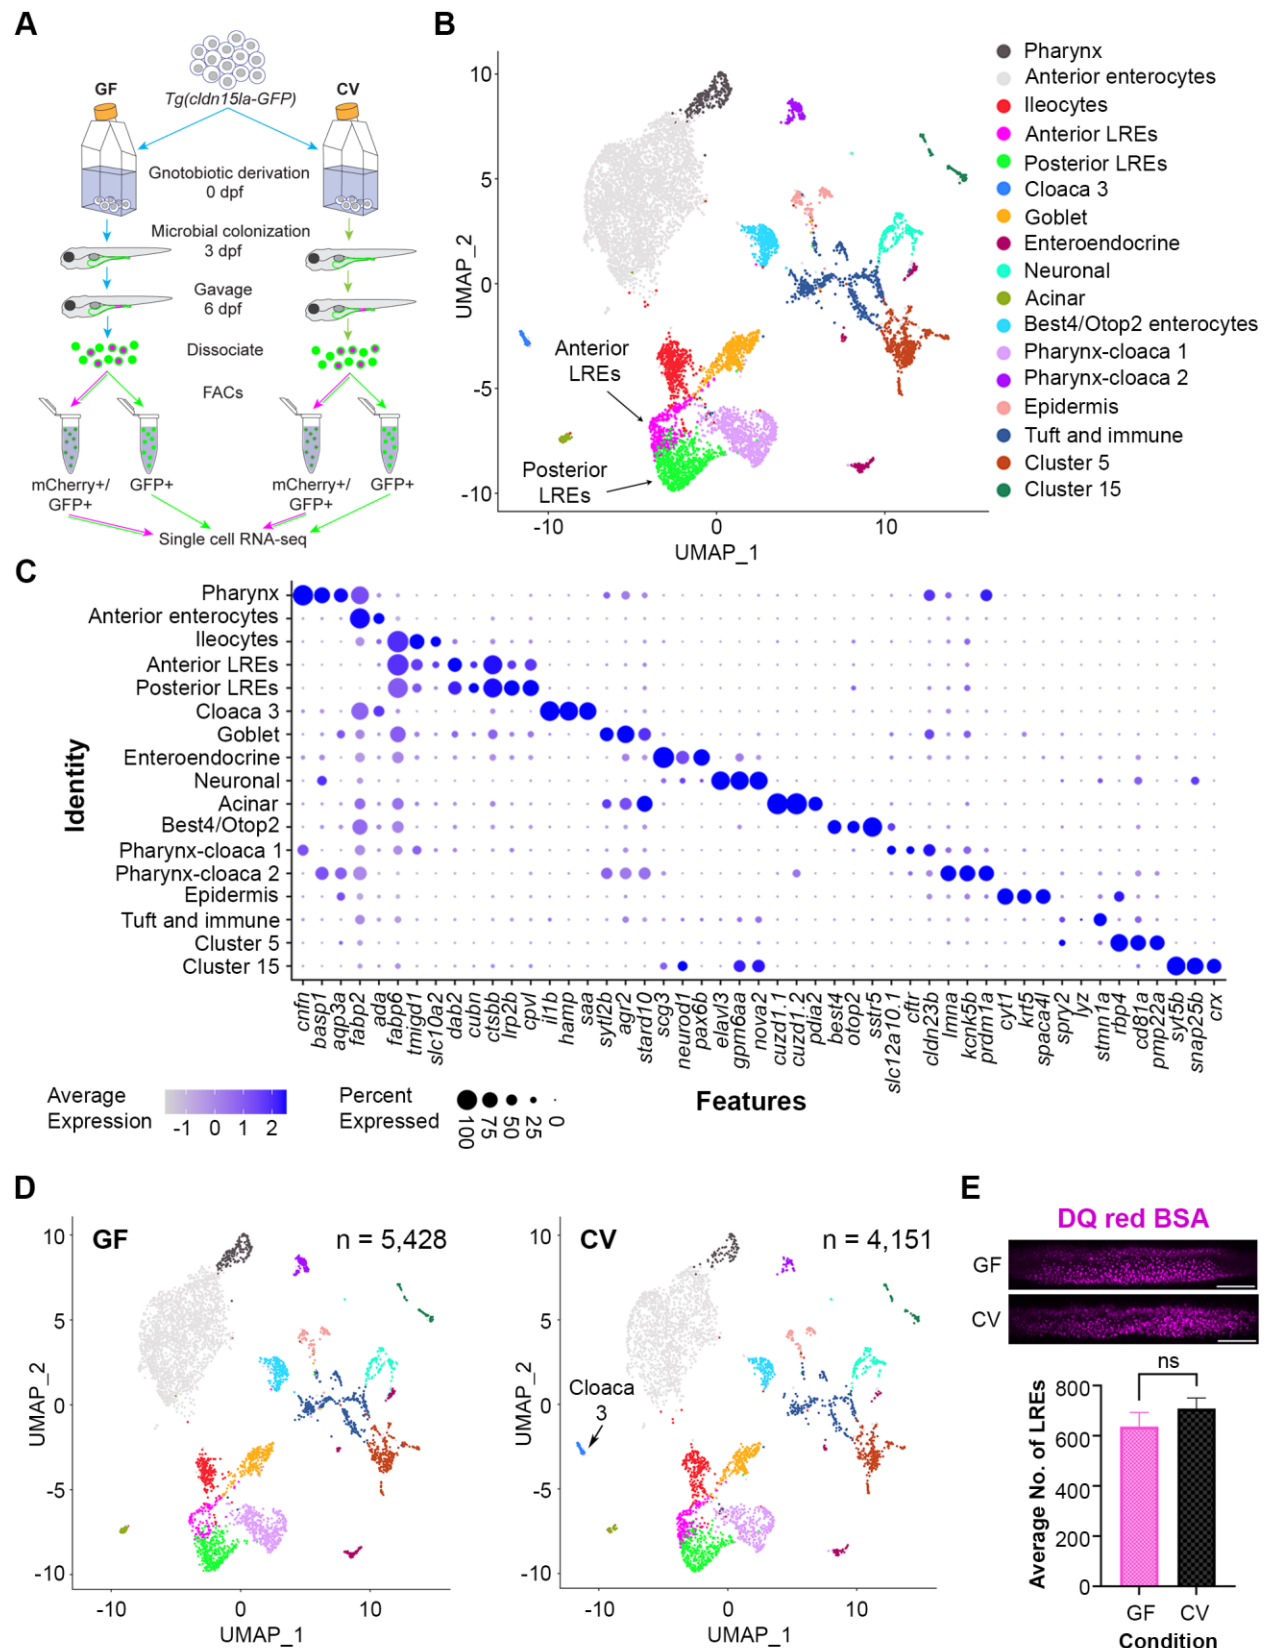 A
GF
Tg(cldn15la-GFP)
CV
Gnotobiotic derivation
0 dpf
Microbial colonization
3 dpf
Gavage
6 dpf
Dissociate
FACs
mCherry+/
GFP+
GFP+
mCherry+/
GFP+
GFP+
Single cell RNA-seq
B
10
5
0
-5
-10
UMAP_2
Anterior
LREs
Posterior
LREs
-10
0
10
UMAP_1
Pharynx
Anterior enterocytes
Ileocytes
Anterior LREs
Posterior LREs
Cloaca 3
Goblet
Enteroendocrine
Neuronal
Acinar
Best4/Otop2 enterocytes
Pharynx-cloaca 1
Pharynx-cloaca 2
Epidermis
Tuft and immune
Cluster 5
Cluster 15
C
Identity
Pharynx
Anterior enterocytes
Ileocytes
Anterior LREs
Posterior LREs
Cloaca 3
Goblet
Enteroendocrine
Neuronal
Acinar
Best4/Otop2
Pharynx-cloaca 1
Pharynx-cloaca 2
Epidermis
Tuft and immune
Cluster 5
Cluster 15
cnfn
basp1
aqp3a
fabp2
ada
fabp6
tmigd1
slc10a2
dab2
cubn
ctsbb
lrp2b
cpvl
il1b
hamp
saa
sytl2b
agr2
stard10
scg3
neurod1
pax6b
elavl3
gpm6aa
nova2
cuzd1.1
cuzd1.2
pdia2
best4
otop2
sstr5
slc12a10.1
cftr
cldn23b
lmna
kcnk5b
prdm1a
cyt1
krt5
spaca4l
spry2
lyz
stmn1a
rbp4
cd81a
pmp22a
syt5b
snap25b
crx
Average
Expression
-1 0 1 2
Percent
Expressed
100
75
50
25
0
Features
D
GF
n = 5,428
10
5
0
-5
-10
UMAP_2
-10
0
10
UMAP_1
CV
n = 4,151
10
5
0
-5
-10
UMAP_2
Cloaca
3
-10
0
10
UMAP_1
E
DQ red BSA
GF
CV
ns
800
600
400
200
0
Average No. of LREs
GF
CV
Condition